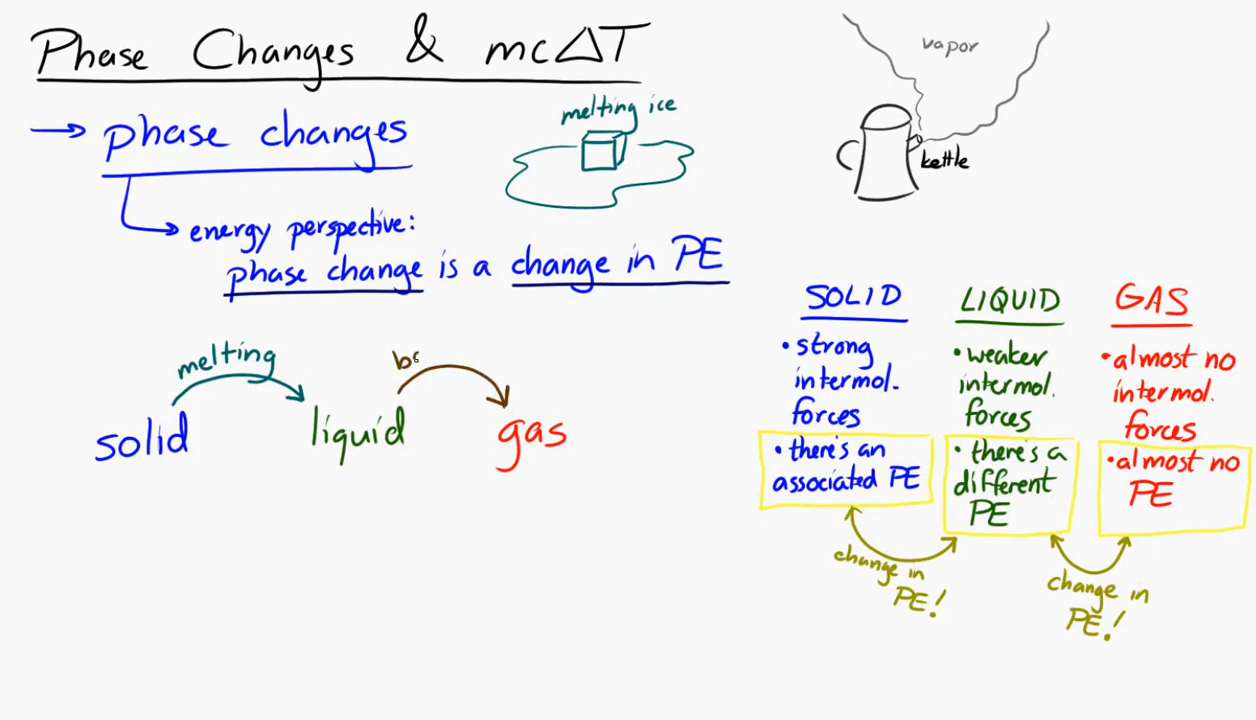 Phase Changes & mcΔT
vapor
melting ice
→ phase changes
kettle
energy perspective:
phase change is a change in PE
SOLID
• strong
intermol.
forces
• there's an
associated PE
LIQUID
• weaker
intermol.
forces
• there's a
different
PE
GAS
• almost no
intermol.
forces
• almost no
PE
change in
PE!
change in
PE!
melting
bo
solid
liquid
gas